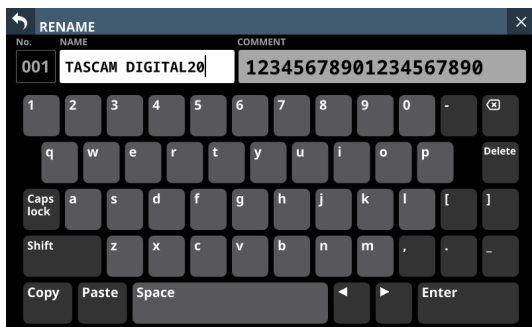 RENAME
No. NAME COMMENT
001 TASCAM DIGITAL20 12345678901234567890
1 2 3 4 5 6 7 8 9 0 -
q w e r t y u i o p Delete
Caps lock a s d f g h j k l [ ]
Shift z x c v b n m , . _
Copy Paste Space ◀ ▶ Enter